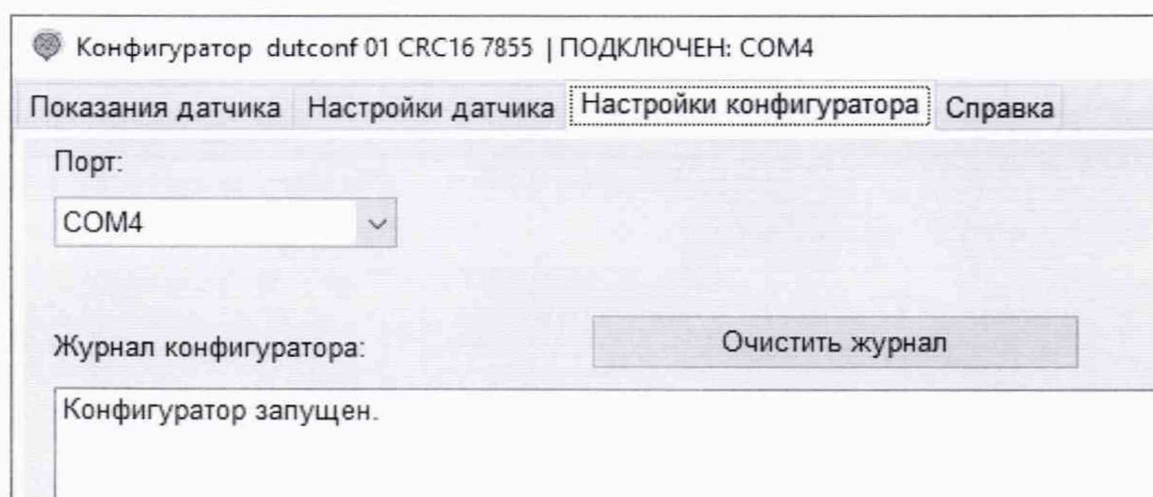 Конфигуратор dutconf 01 CRC16 7855 | ПОДКЛЮЧЕН: COM4
Показания датчика Настройки датчика Настройки конфигуратора Справка
Порт:
COM4
Журнал конфигуратора: Очистить журнал
Конфигуратор запущен.